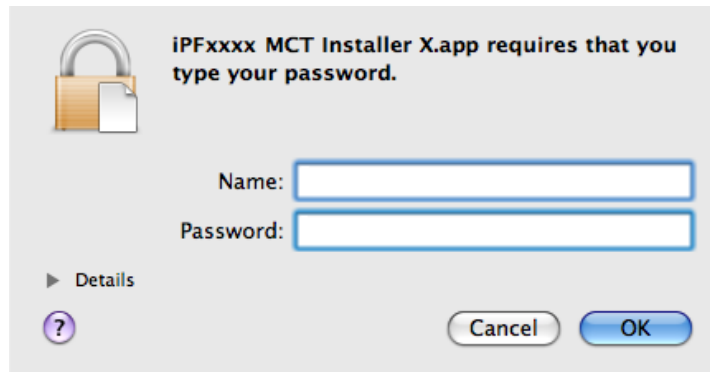 iPFxxxx MCT Installer X.app requires that you
type your password.
Name:
Password:
Details
?
Cancel
OK